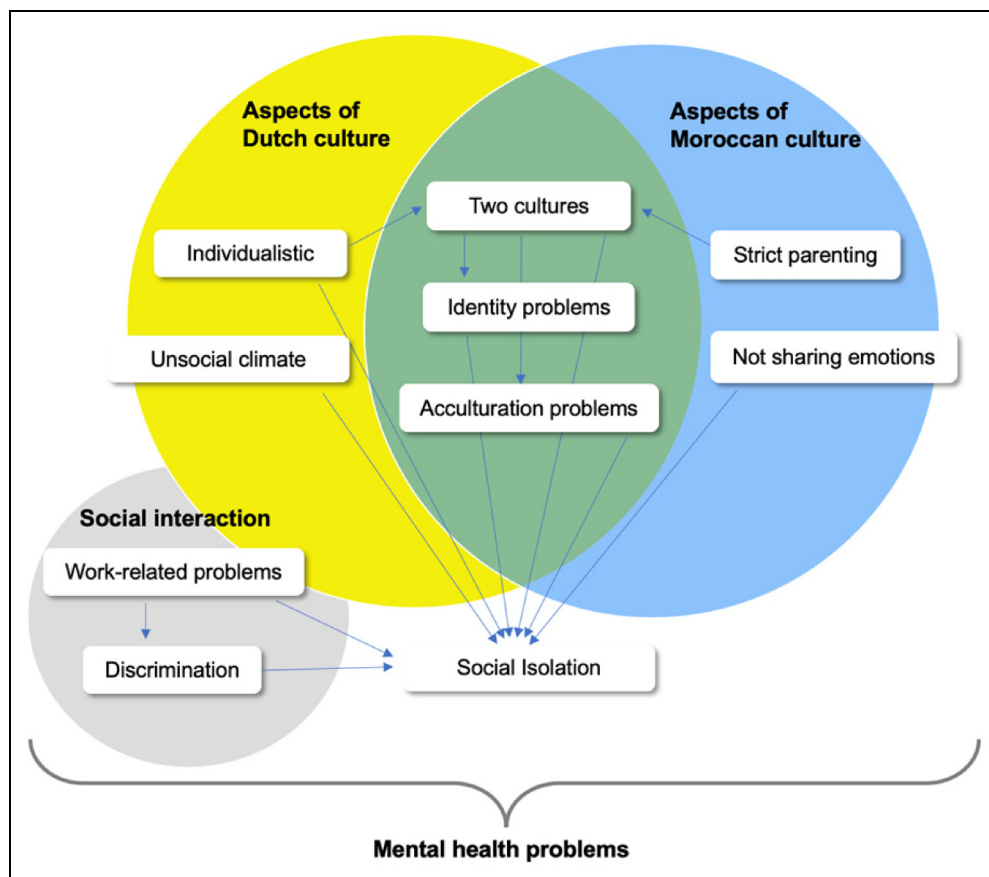 Aspects of
Dutch culture
Aspects of
Moroccan culture
Two cultures
Individualistic
Strict parenting
Identity problems
Unsocial climate
Not sharing emotions
Acculturation problems
Social interaction
Work-related problems
Discrimination
Social Isolation
Mental health problems